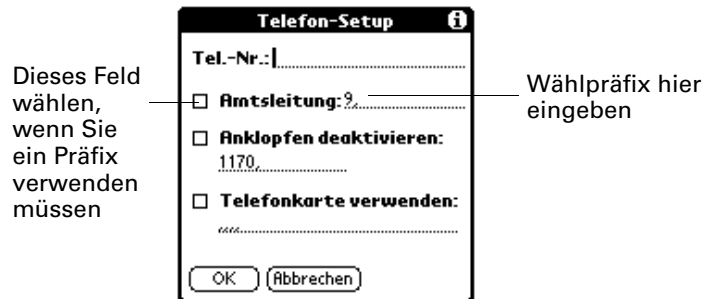 Telefon-Setup i
Tel.-Nr.:
Dieses Feld
wählen,
wenn Sie
ein Präfix
verwenden
müssen
Amtsleitung: 9,
Wählpräfix hier
eingeben
Anklopfen deaktivieren:
1170,
Telefonkarte verwenden:
,,,,
OK
Abbrechen